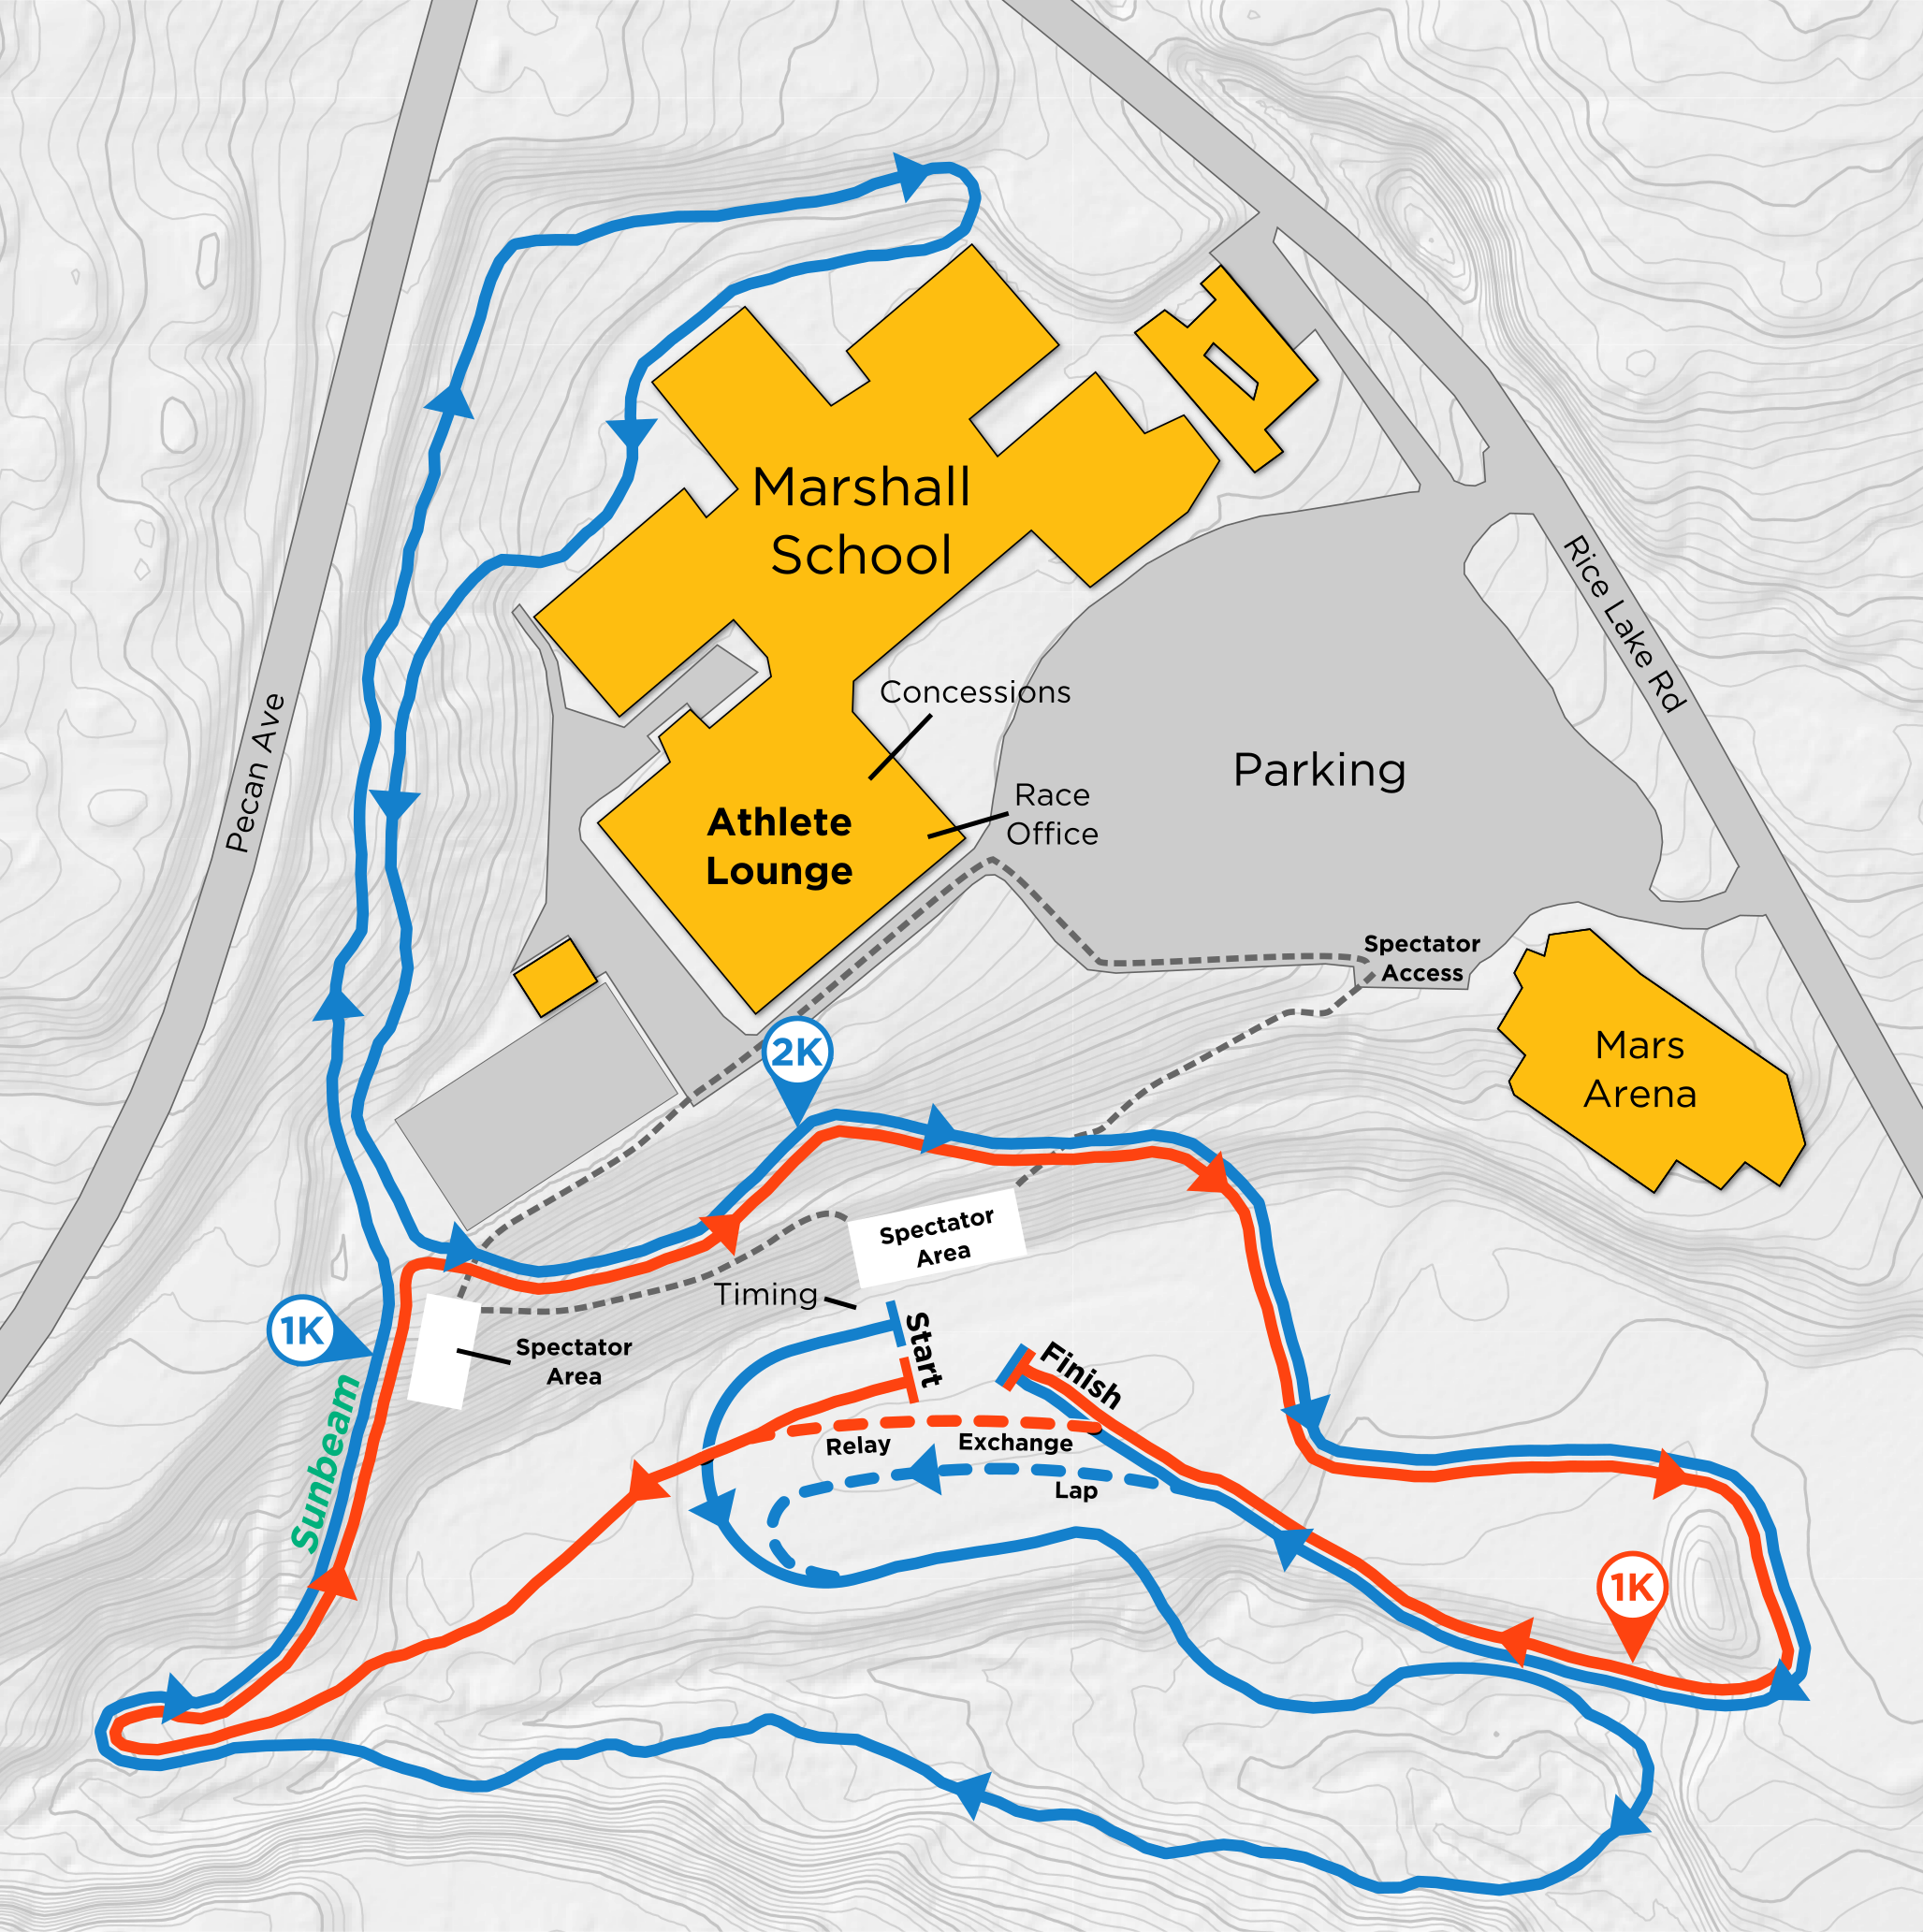 Marshall
School
Rice Lake Rd
Concessions
Pecan Ave
Parking
Race
Office
Athlete
Lounge
Spectator
Access
Mars
Arena
2K
Spectator
Area
Timing
1K
Start
Spectator
Area
Finish
Sunbeam
Relay
Exchange
Lap
1K